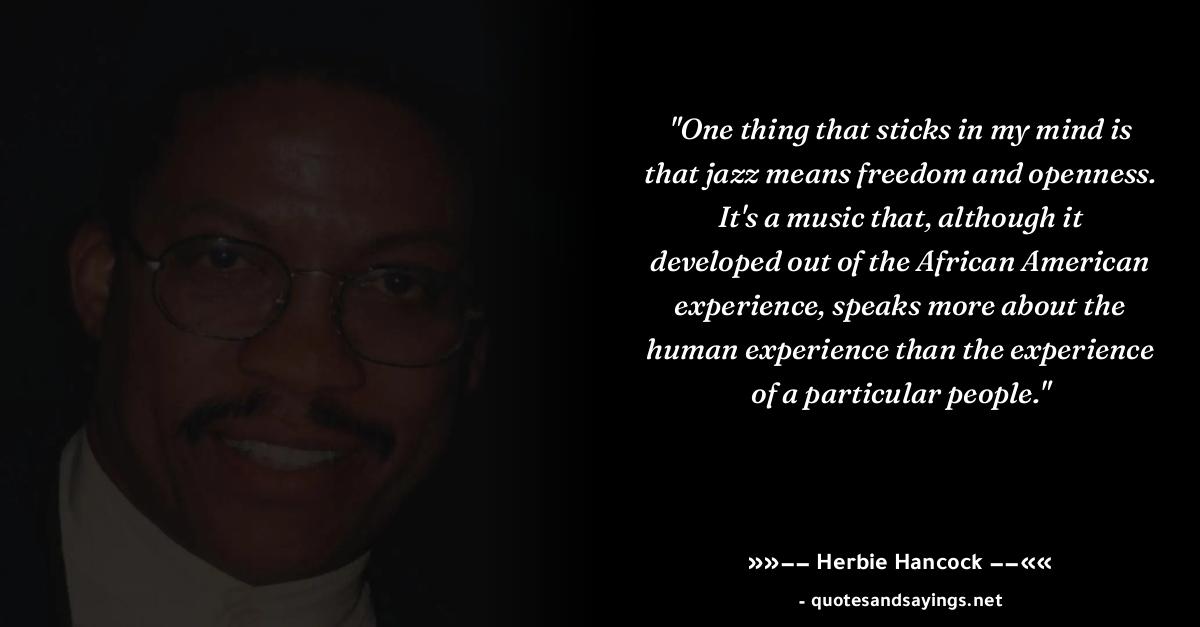 "One thing that sticks in my mind is
that jazz means freedom and openness.
It's a music that, although it
developed out of the African American
experience, speaks more about the
human experience than the experience
of a particular people."
»»−− Herbie Hancock −−««
- quotesandsayings.net